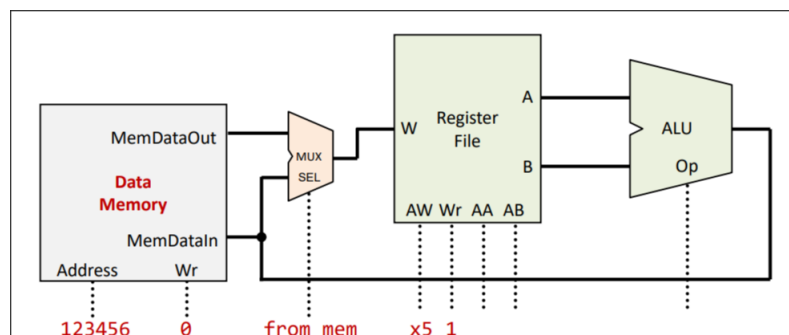 MemDataOut
Data
Memory
MemDataIn
Address Wr
MUX
SEL
W
Register
File
A
B
AW Wr AA AB
ALU
Op
123456 0 from mem x5 1